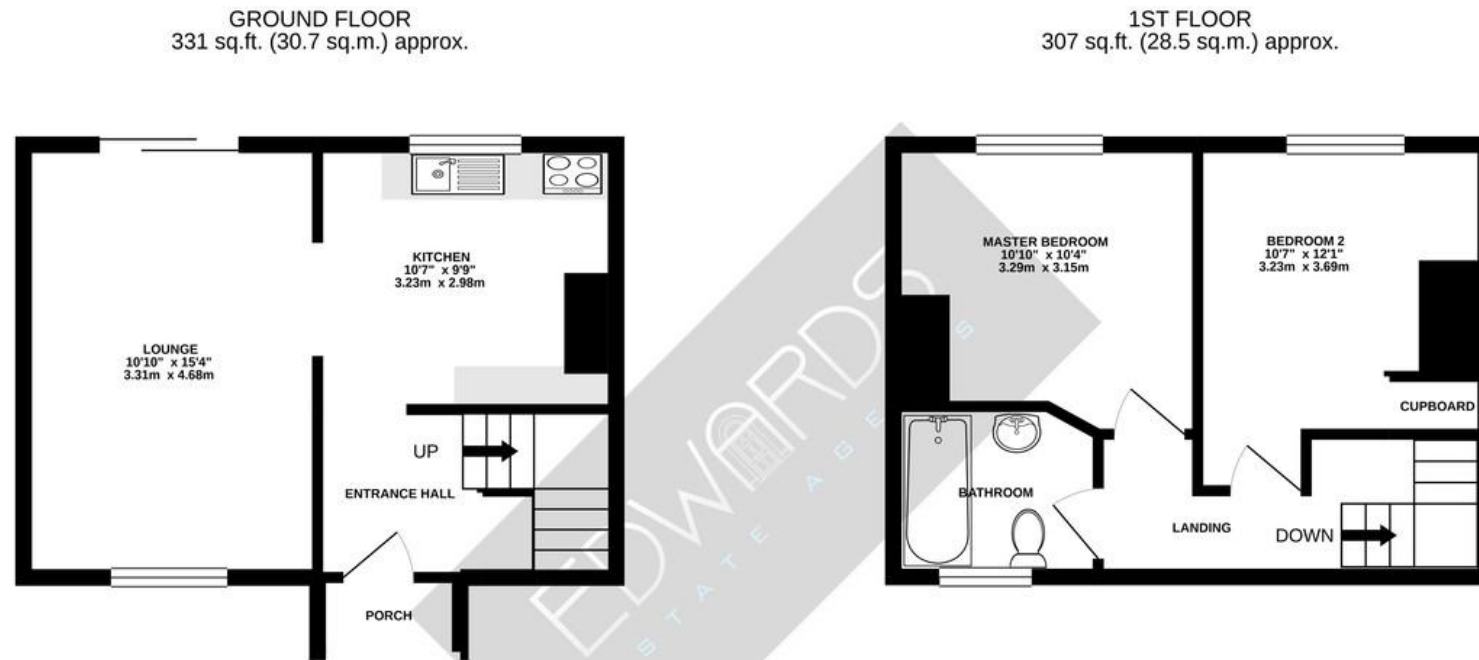 GROUND FLOOR
331 sq.ft. (30.7 sq.m.) approx.
1ST FLOOR
307 sq.ft. (28.5 sq.m.) approx.
KITCHEN
10'7" x 9'9"
3.23m x 2.98m
LOUNGE
10'10" x 15'4"
3.31m x 4.68m
UP
ENTRANCE HALL
PORCH
MASTER BEDROOM
10'10" x 10'4"
3.29m x 3.15m
BEDROOM 2
10'7" x 12'1"
3.23m x 3.69m
CUPBOARD
BATHROOM
LANDING
DOWN
EDWARDS
STATE AGENTS